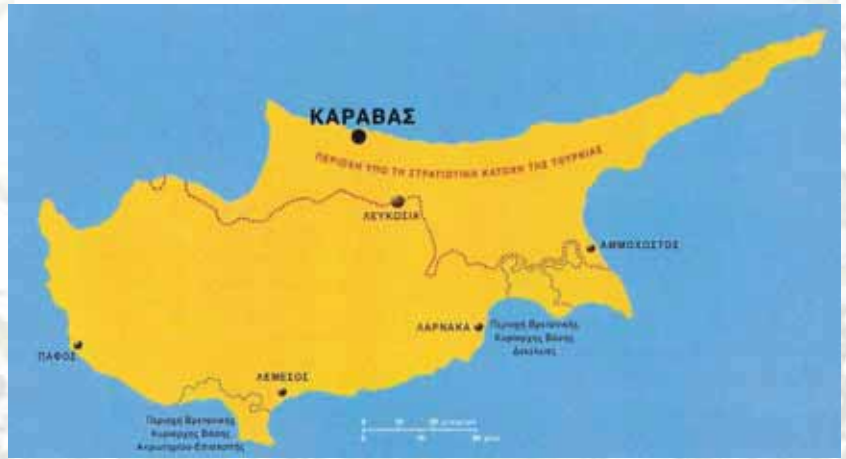 ΚΑΡΑΒΑΣ
ΠΕΡΙΟΧΗ ΥΠΟ ΤΗ ΣΤΡΑΤΙΩΤΙΚΗ ΚΑΤΟΧΗ ΤΗΣ ΤΟΥΡΚΙΑΣ
ΛΕΥΚΩΣΙΑ
ΑΜΜΟΧΩΣΤΟΣ
ΛΑΡΝΑΚΑ
Περιοχή Βρετανικής
Κυρίαρχης Βάσης
Δεκέλειας
ΠΑΦΟΣ
ΛΕΜΕΣΟΣ
Περιοχή Βρετανικής
Κυρίαρχης Βάσης
Ακρωτηρίου-Επισκοπής